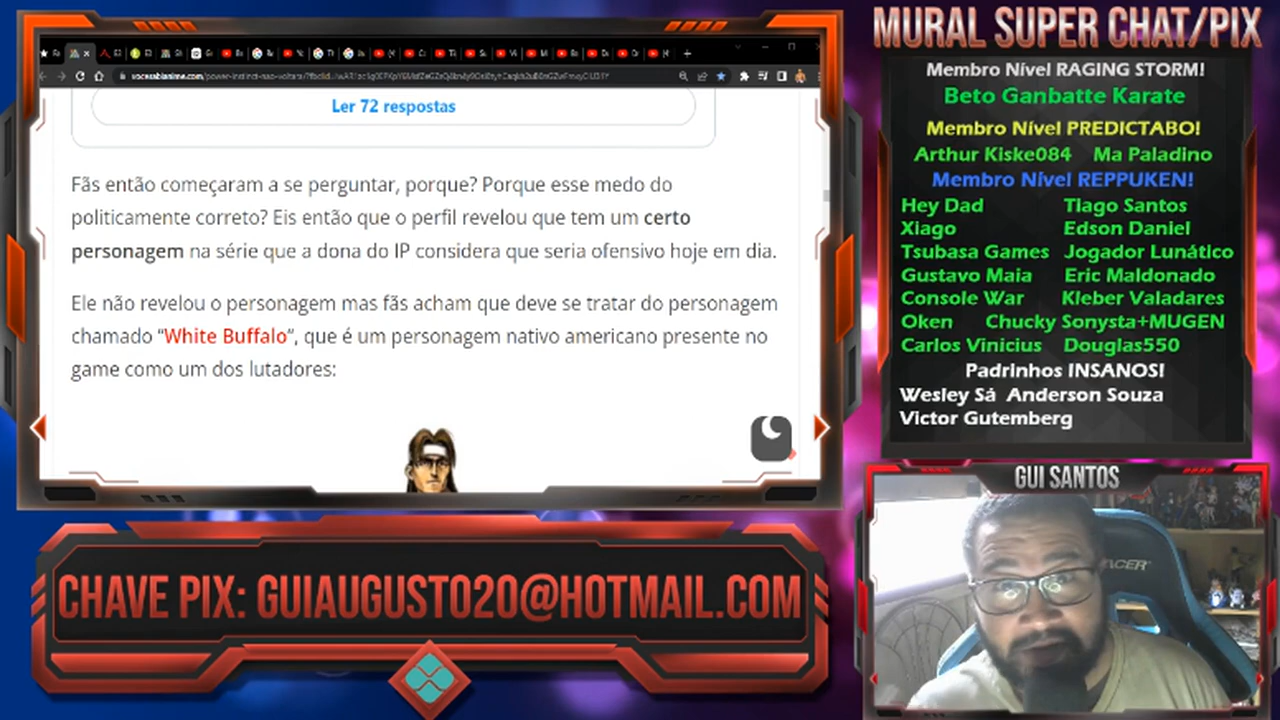 Ler 72 respostas
Fãs então começaram a se perguntar, porque? Porque esse medo do
politicamente correto? Eis então que o perfil revelou que tem um certo
personagem na série que a dona do IP considera que seria ofensivo hoje em dia.
Ele não revelou o personagem mas fãs acham que deve se tratar do personagem
chamado “White Buffalo”, que é um personagem nativo americano presente no
game como um dos lutadores:
CHAVE PIX: GUIAUGUSTO20@HOTMAIL.COM
MURAL SUPER CHAT/PIX
Membro Nível RAGING STORM!
Beto Ganbatte Karate
Membro Nível PREDICTABO!
Arthur Kiske084 Ma Paladino
Membro Nível REPPUKEN!
Hey Dad Tiago Santos
Xiago Edson Daniel
Tsubasa Games Jogador Lunático
Gustavo Maia Eric Maldonado
Console War Kleber Valadares
Oken Chucky Sonysta+MUGEN
Carlos Vinicius Douglas550
Padrinhos INSANOS!
Wesley Sá Anderson Souza
Victor Gutemberg
GUI SANTOS